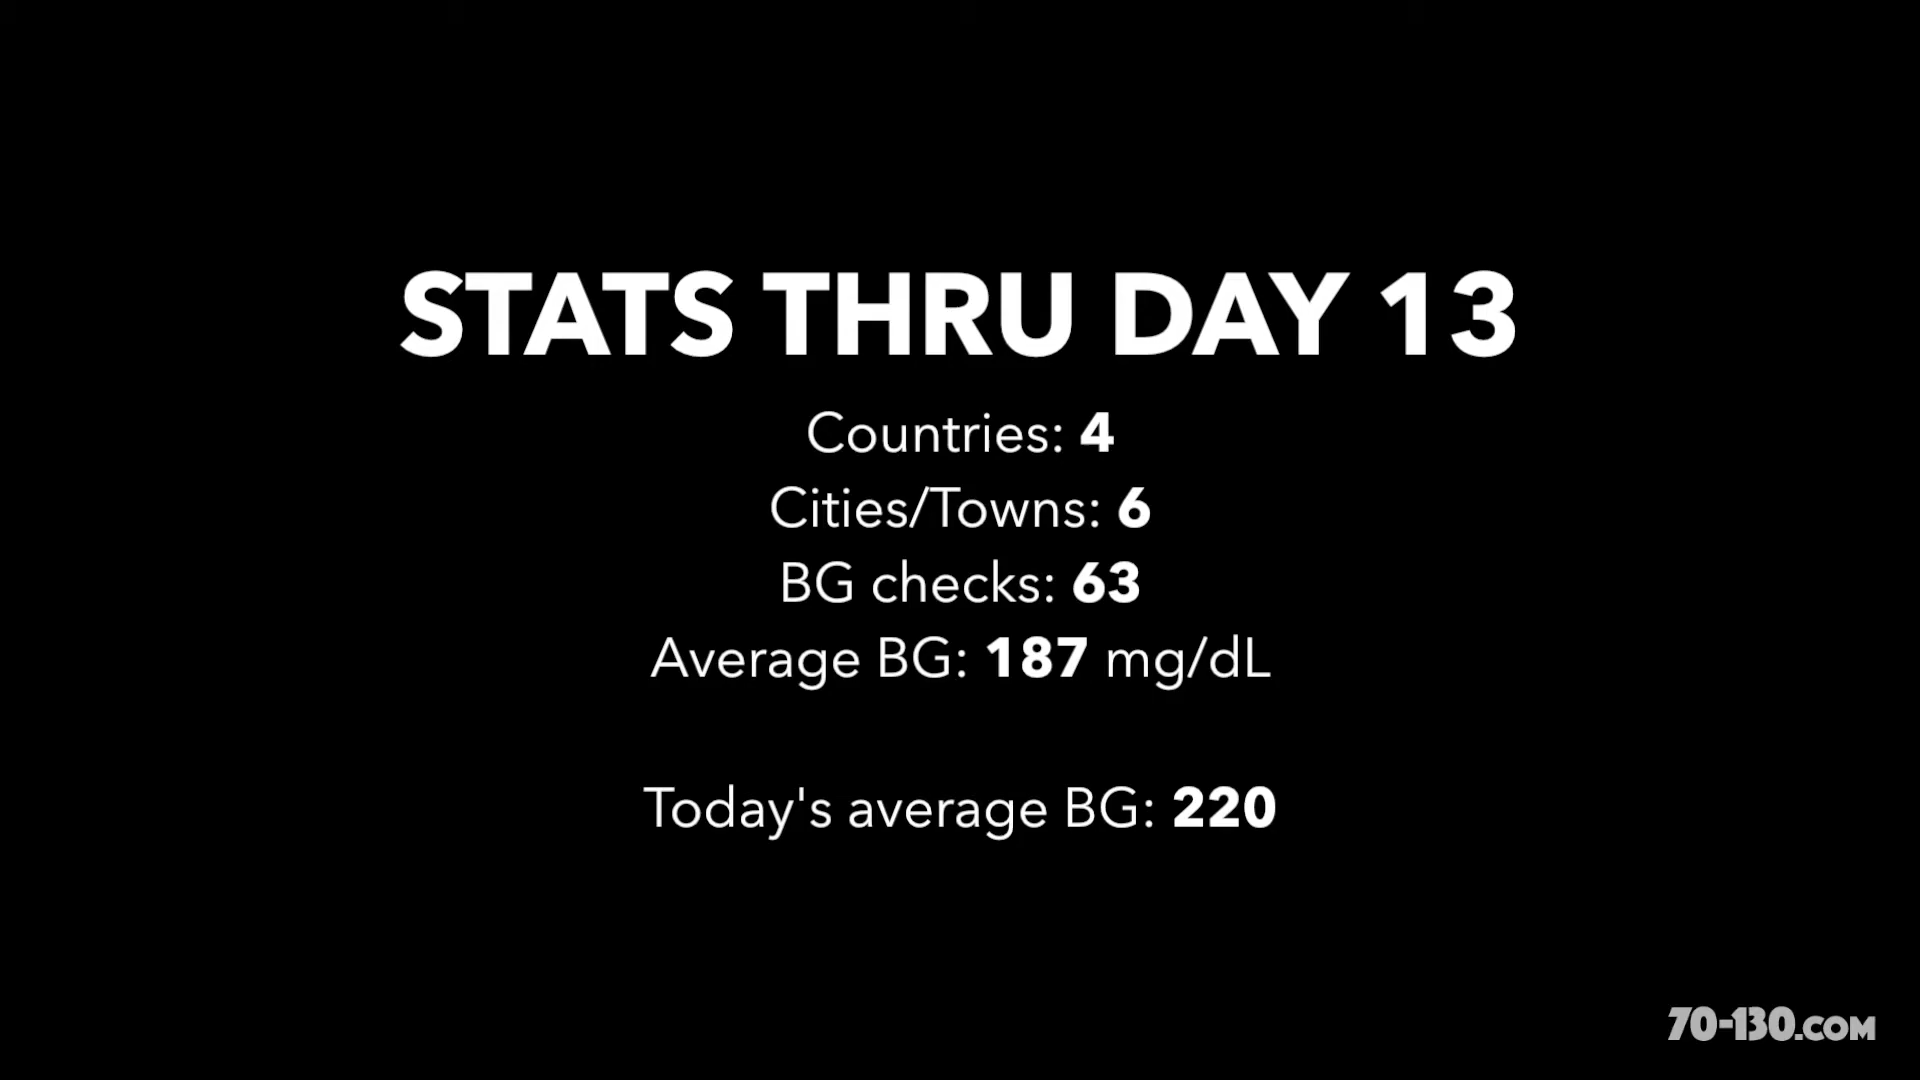 STATS THRU DAY 13
Countries: 4
Cities/Towns: 6
BG checks: 63
Average BG: 187 mg/dL
Today's average BG: 220
70-130.COM